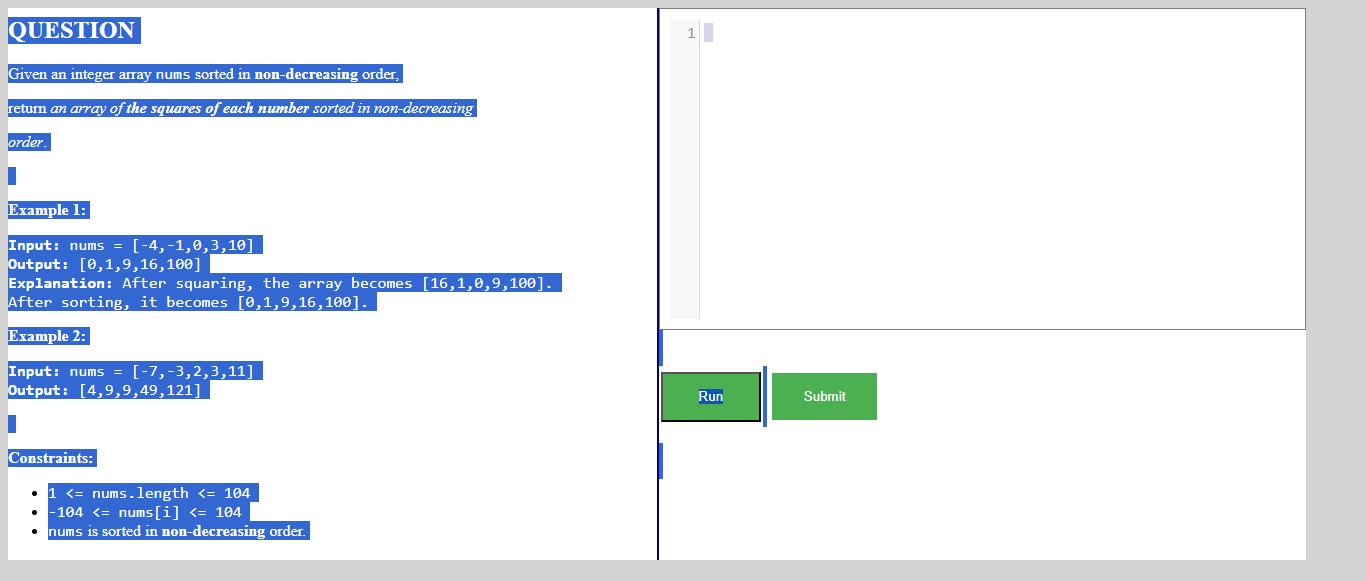 QUESTION
Given an integer array nums sorted in non-decreasing order,
return an array of the squares of each number sorted in non-decreasing
order.
Example 1:
Input: nums = [-4,-1,0,3,10]
Output: [0,1,9,16,100]
Explanation: After squaring, the array becomes [16,1,0,9,100].
After sorting, it becomes [0,1,9,16,100].
Example 2:
Input: nums = [-7,-3,2,3,11]
Output: [4,9,9,49,121]
Constraints:
1 <= nums.length <= 104
-104 <= nums[i] <= 104
nums is sorted in non-decreasing order.
1
Run
Submit